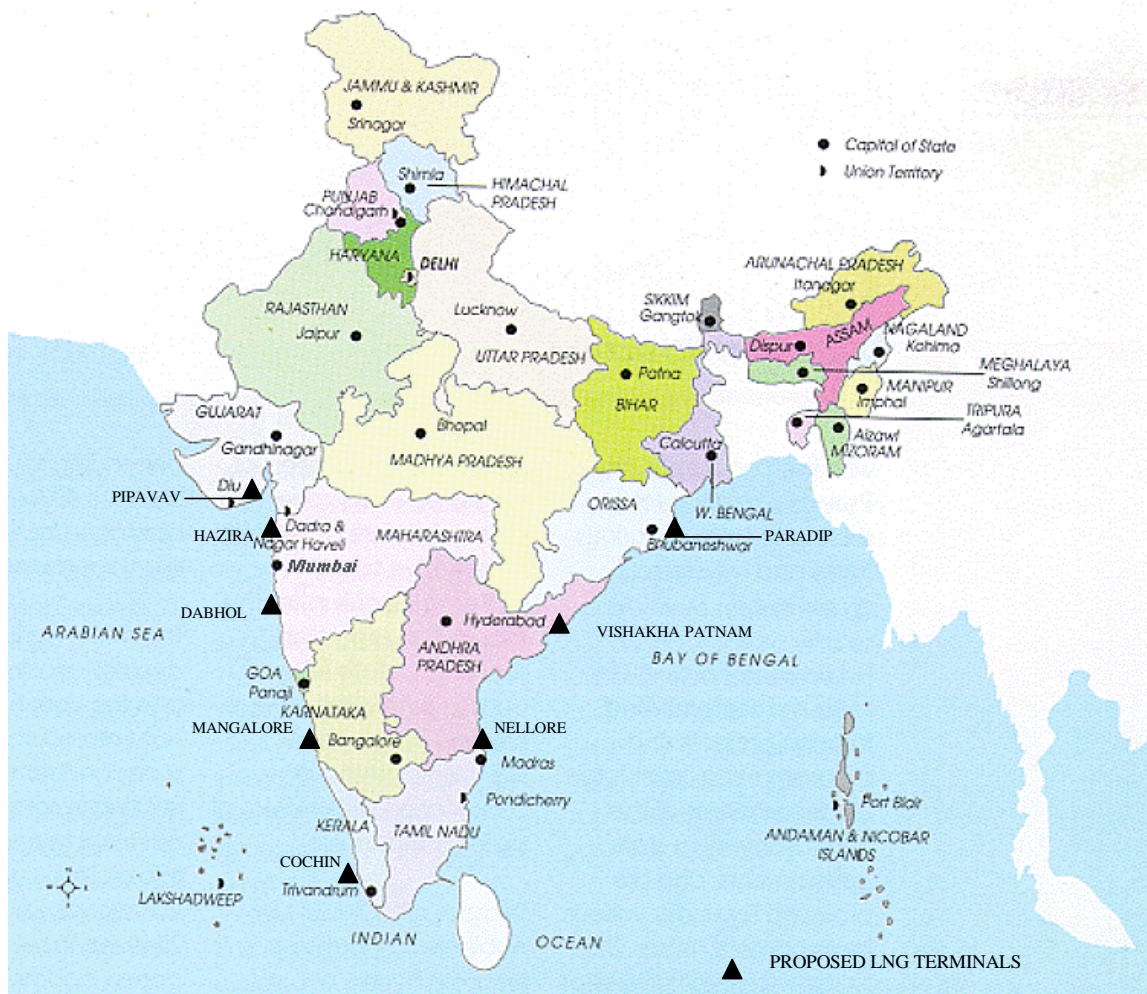 JAMMU & KASHMIR
Srinagar
Capital of State
Union Territory
Shimla
HIMACHAL
PRADESH
PUNJAB
Chandigarh
HARYANA
DELHI
ARUNACHAL PRADESH
Itanagar
RAJASTHAN
Jaipur
Lucknow
UTTAR PRADESH
SIKKIM
Gangtok
Dispur
ASSAM
NAGALAND
Kohima
MEGHALAYA
Shillong
Patna
BIHAR
MANIPUR
Imphal
TRIPURA
Agartala
Aizawl
MIZORAM
GUJARAT
Gandhinagar
Bhopal
MADHYA PRADESH
Calcutta
W. BENGAL
Diu
PIPAVAV
HAZIRA
Dadra &
Nagar Haveli
MAHARASHTRA
ORISSA
Bhubaneshwar
PARADIP
Mumbai
DABHOL
Hyderabad
VISHAKHA PATNAM
ARABIAN SEA
ANDHRA
PRADESH
BAY OF BENGAL
GOA
Panaji
KARNATAKA
MANGALORE
Bangalore
NELLORE
Madras
Pondicherry
Port Blair
KERALA
TAMIL NADU
ANDAMAN & NICOBAR
ISLANDS
COCHIN
Trivandrum
LAKSHADWEEP
INDIAN
OCEAN
PROPOSED LNG TERMINALS